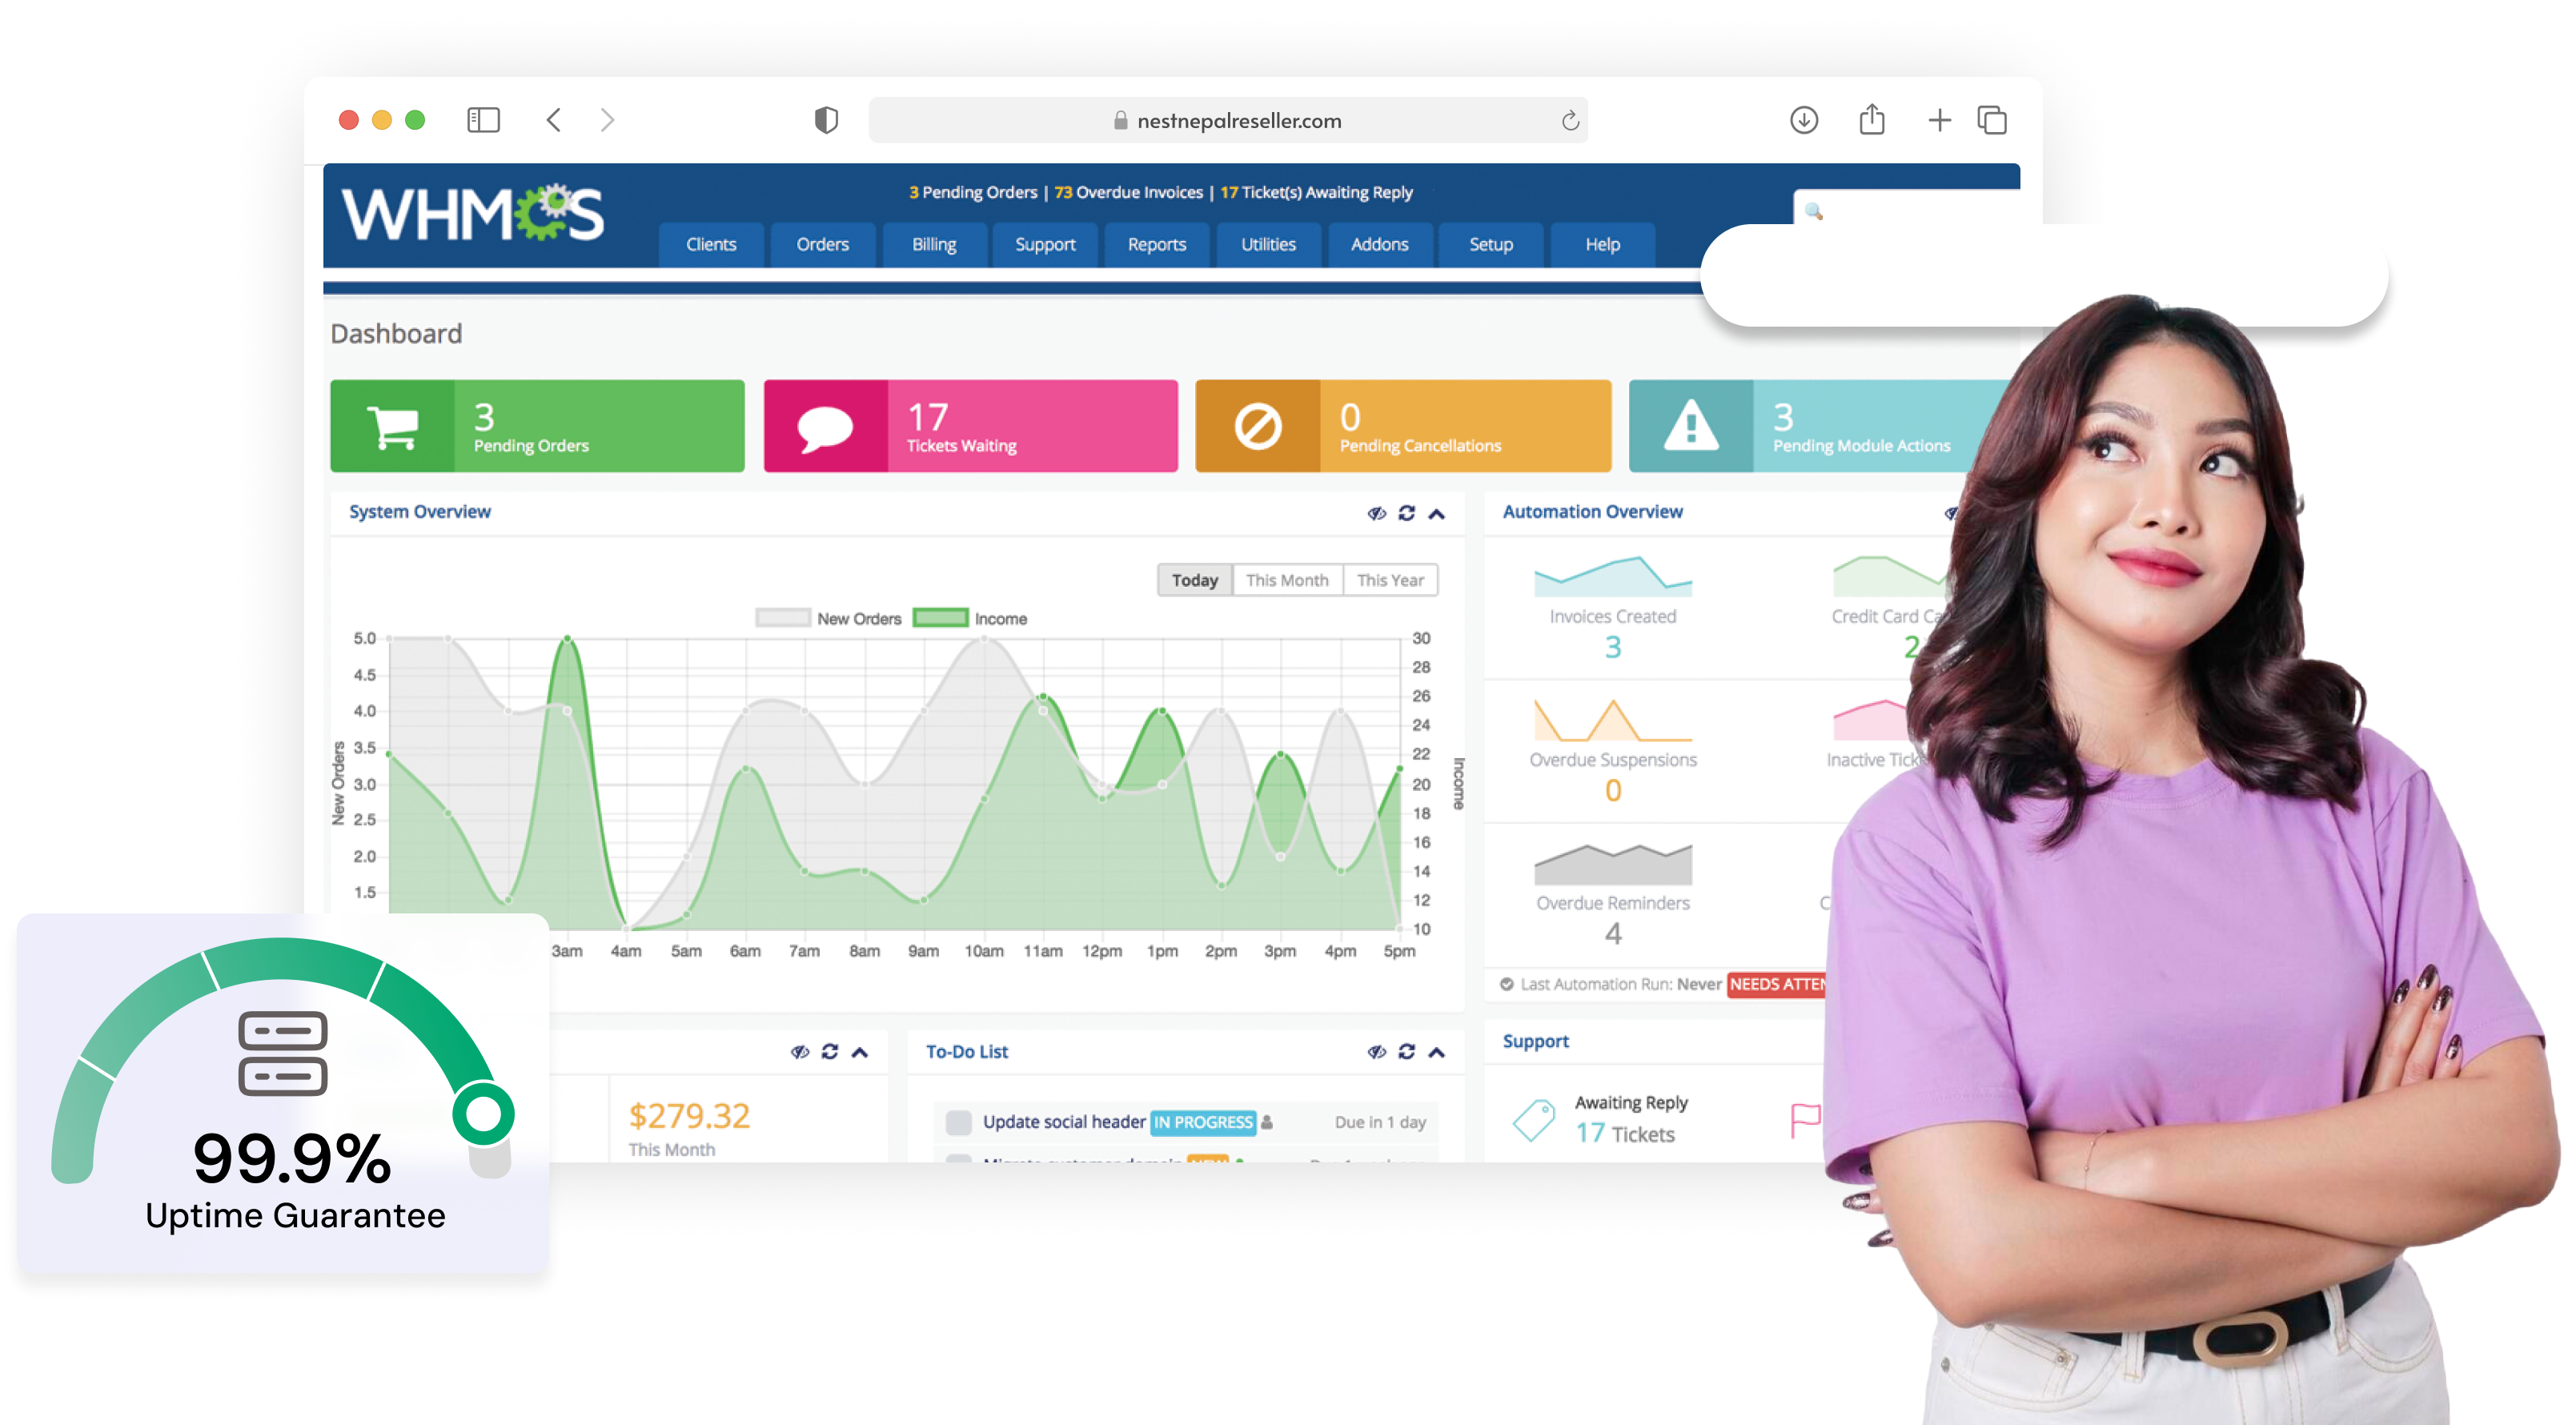 nestnepalreseller.com
WHMCS
3 Pending Orders | 73 Overdue Invoices | 17 Ticket(s) Awaiting Reply
Clients
Orders
Billing
Support
Reports
Utilities
Addons
Setup
Help
Dashboard
3
Pending Orders
17
Tickets Waiting
0
Pending Cancellations
3
Pending Module Actions
System Overview
Today
This Month
This Year
New Orders
Income
5.0
4.5
4.0
3.5
3.0
2.5
2.0
1.5
New Orders
30
28
26
24
22
20
18
16
14
12
10
Income
3am
4am
5am
6am
7am
8am
9am
10am
11am
12pm
1pm
2pm
3pm
4pm
5pm
Automation Overview
Invoices Created
3
Credit Card
2
Overdue Suspensions
0
Inactive
Overdue Reminders
4
Last Automation Run: Never NEEDS
$279.32
This Month
To-Do List
Update social header IN PROGRESS
Due in 1 day
Support
Awaiting Reply
17 Tickets
99.9%
Uptime Guarantee